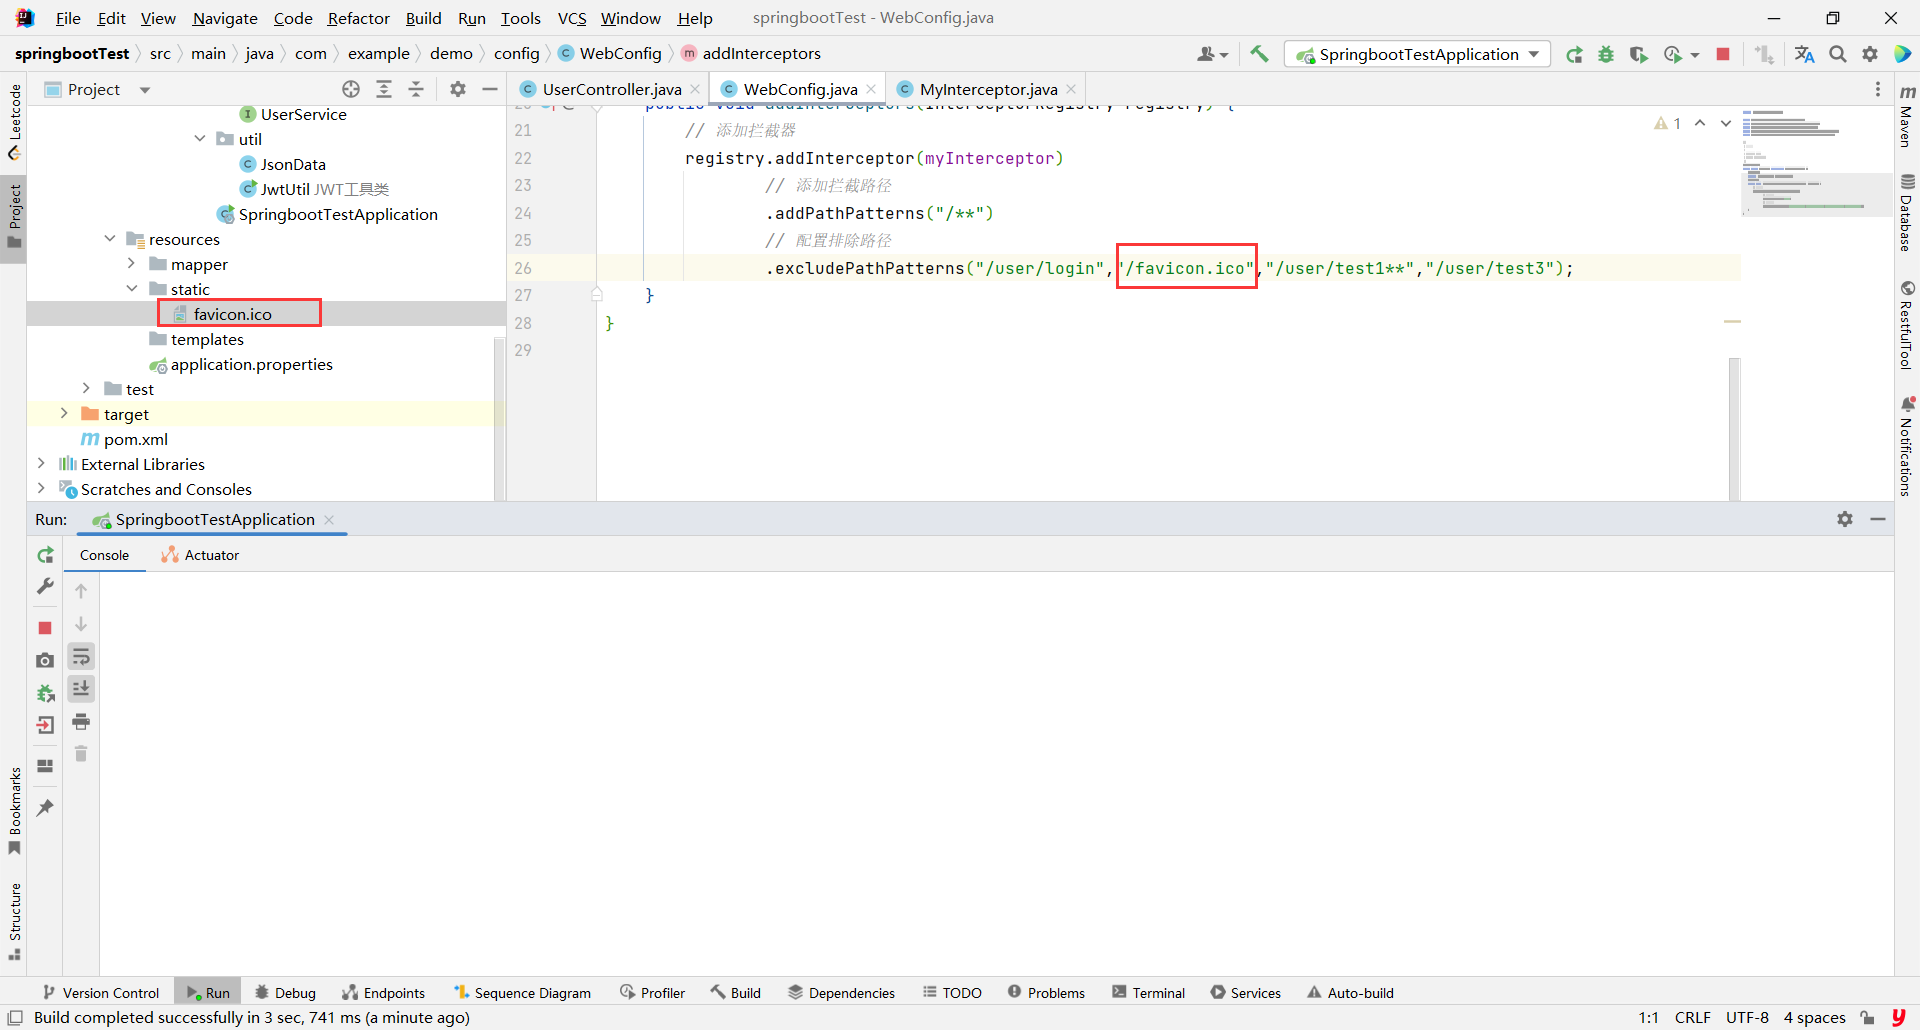 File Edit View Navigate Code Refactor Build Run Tools VCS Window Help springbootTest - WebConfig.java
springbootTest src main java com example demo config WebConfig addInterceptors SpringbootTestApplication
Project UserController.java WebConfig.java MyInterceptor.java
UserService
util
JsonData
JwtUtil JWT工具类
SpringbootTestApplication
resources
mapper
static
favicon.ico
templates
application.properties
test
target
pom.xml
External Libraries
Scratches and Consoles
20 public void addInterceptors(InterceptorRegistry registry) {
21 // 添加拦截器
22 registry.addInterceptor(myInterceptor)
23 // 添加拦截路径
24 .addPathPatterns("/**")
25 // 配置排除路径
26 .excludePathPatterns("/user/login","/favicon.ico","/user/test1**","/user/test3");
27 }
28 }
29
1
Leetcode
Project
Bookmarks
Structure
Maven
Database
RestfulTool
Notifications
Run: SpringbootTestApplication
Console Actuator
Version Control Run Debug Endpoints Sequence Diagram Profiler Build Dependencies TODO Problems Terminal Services Auto-build
Build completed successfully in 3 sec, 741 ms (a minute ago) 1:1 CRLF UTF-8 4 spaces